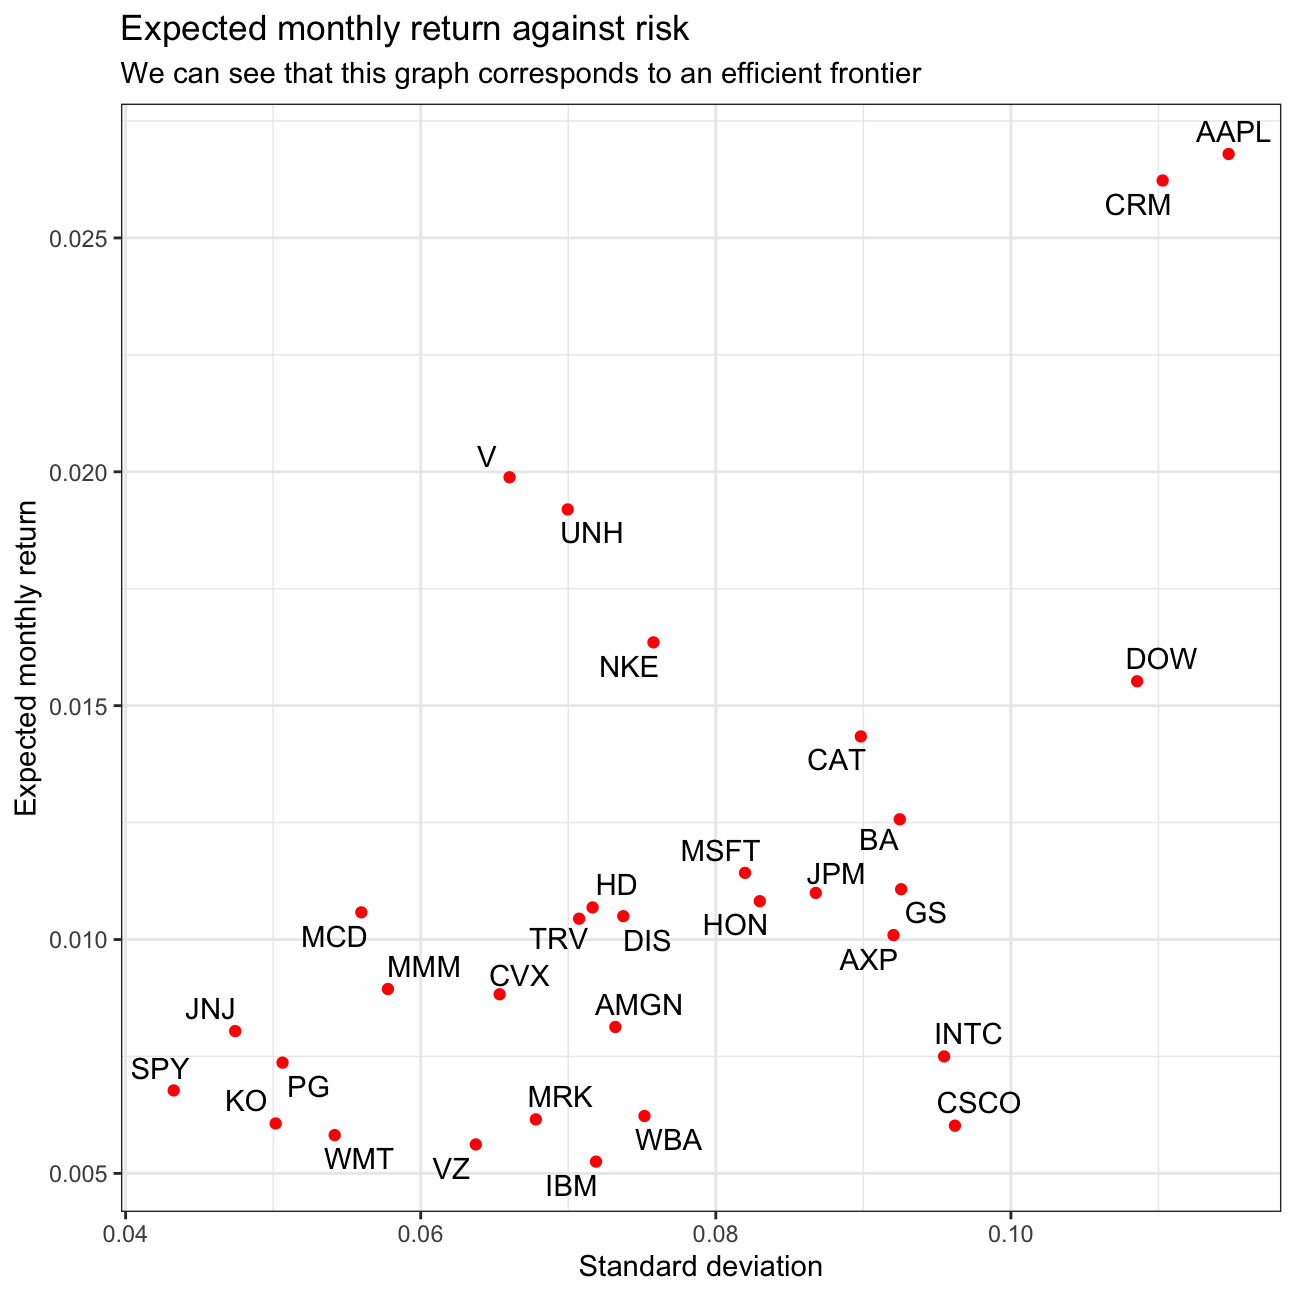 Expected monthly return against risk
We can see that this graph corresponds to an efficient frontier
AAPL
CRM
0.025
V
0.020
UNH
NKE
DOW
0.015
CAT
BA
MSFT
JPM
HD
GS
HON
MCD
TRV
DIS
0.010
AXP
MMM
CVX
AMGN
JNJ
INTC
SPY
PG
KO
MRK
CSCO
WBA
WMT
VZ
IBM
0.005
0.04
0.06
0.08
0.10
Standard deviation
Expected monthly return